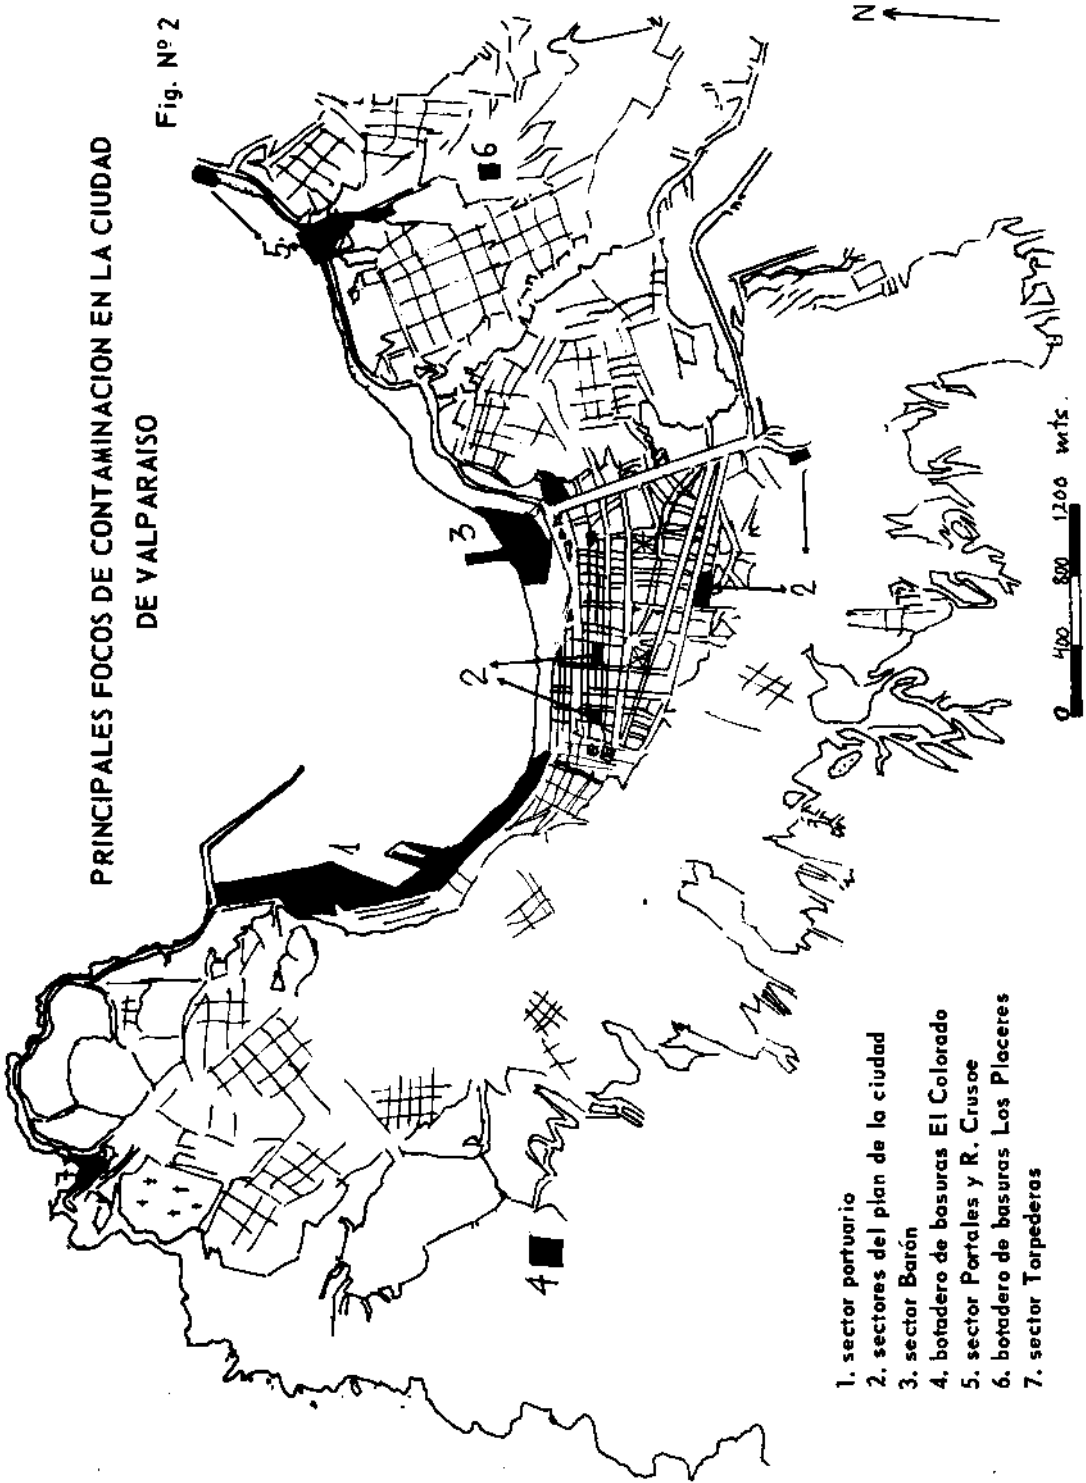 PRINCIPALES FOCOS DE CONTAMINACION EN LA CIUDAD
DE VALPARAISO
Fig. Nº 2
N
1
2
2
3
4
5
6
7
0 400 800 1200 mts.
1. sector portuario
2. sectores del plan de la ciudad
3. sector Barón
4. botadero de basuras El Colorado
5. sector Portales y R. Crusoe
6. botadero de basuras Los Placeres
7. sector Torpederas